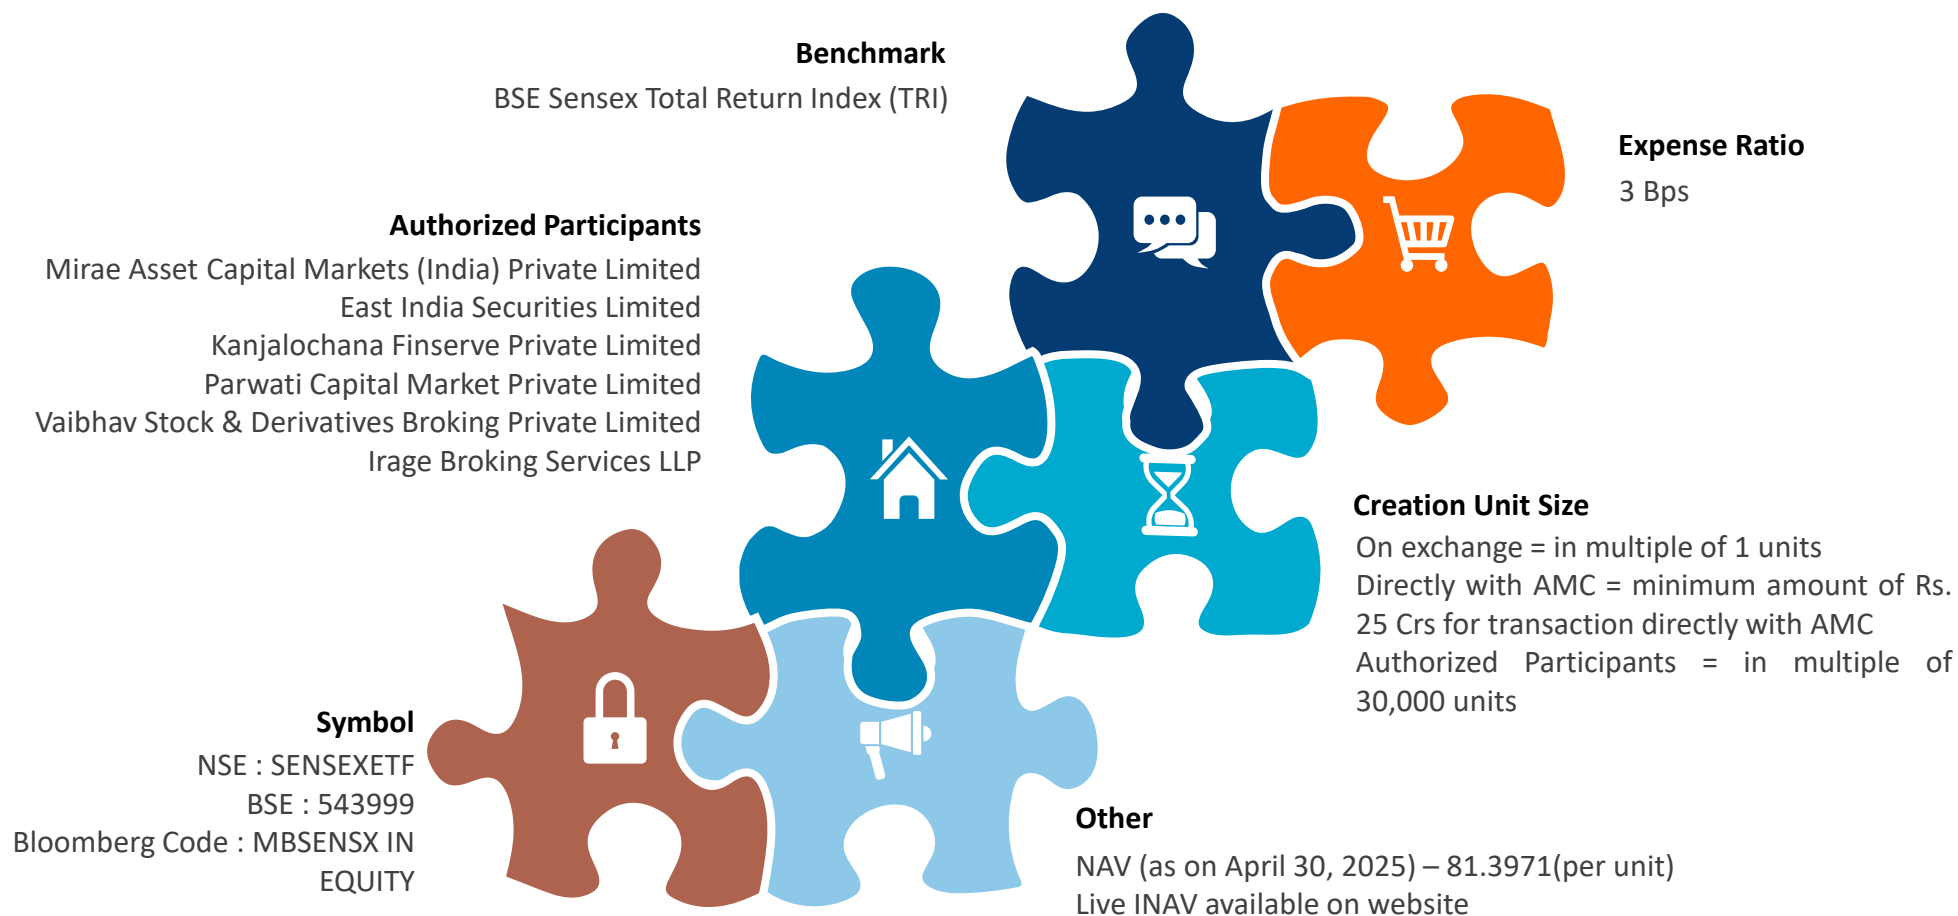 Benchmark
BSE Sensex Total Return Index (TRI)
Expense Ratio
3 Bps
Authorized Participants
Mirae Asset Capital Markets (India) Private Limited
East India Securities Limited
Kanjalochana Finserve Private Limited
Parwati Capital Market Private Limited
Vaibhav Stock & Derivatives Broking Private Limited
Irage Broking Services LLP
Creation Unit Size
On exchange = in multiple of 1 units
Directly with AMC = minimum amount of Rs.
25 Crs for transaction directly with AMC
Authorized Participants = in multiple of
30,000 units
Symbol
NSE : SENSEXETF
BSE : 543999
Bloomberg Code : MBSENSX IN
EQUITY
Other
NAV (as on April 30, 2025) – 81.3971(per unit)
Live INAV available on website